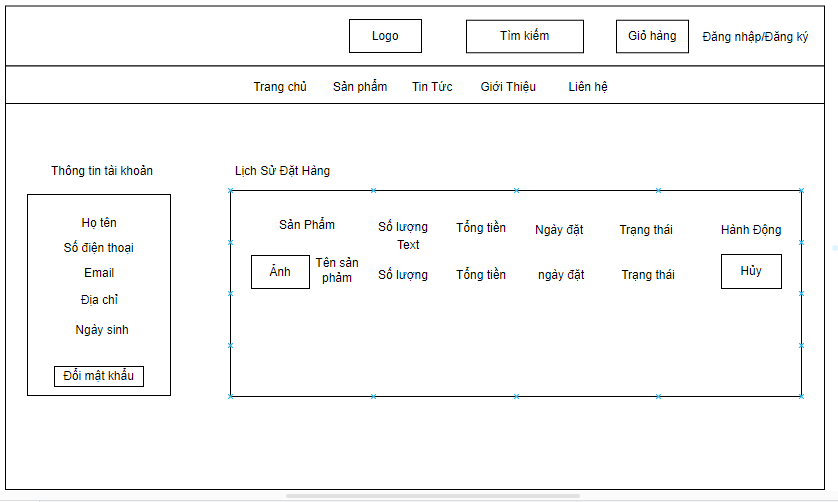 Logo
Tìm kiếm
Giỏ hàng
Đăng nhập/Đăng ký
Trang chủ
Sản phẩm
Tin Tức
Giới Thiệu
Liên hệ
Thông tin tài khoản
Họ tên
Số điện thoại
Email
Địa chỉ
Ngày sinh
Đổi mật khẩu
Lịch Sử Đặt Hàng
Sản Phẩm
Số lượng
Text
Tổng tiền
Ngày đặt
Trạng thái
Hành Động
Ảnh
Tên sản
phảm
Số lượng
Tổng tiền
ngày đặt
Trạng thái
Hủy